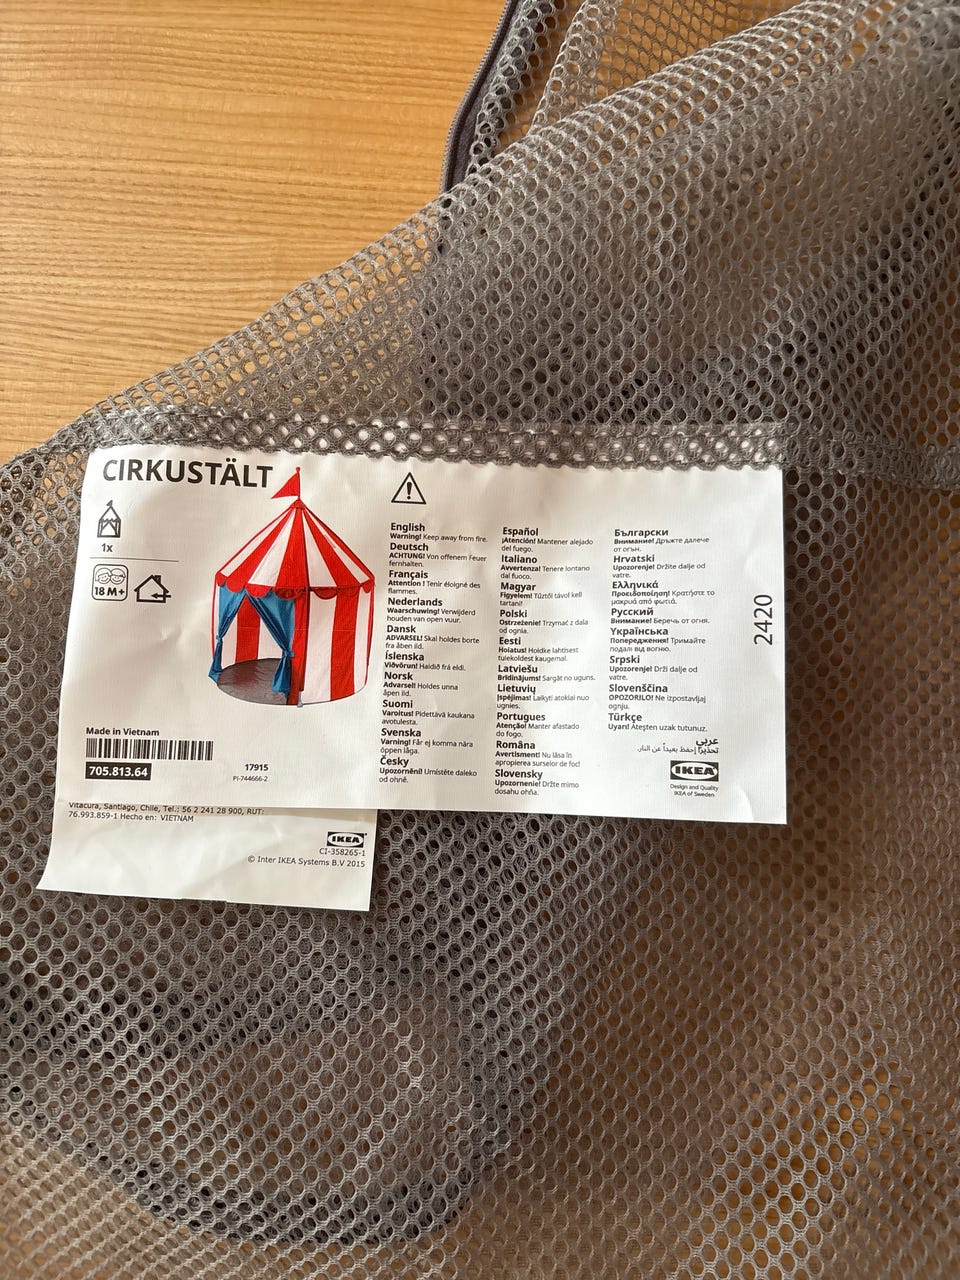 CIRKUSTÄLT
1x
18 M+
Made in Vietnam
705.813.64
17915
PI-744666-2
English
Warning! Keep away from fire.
Deutsch
ACHTUNG! Von offenem Feuer
fernhalten.
Français
Attention ! Tenir éloigné des
flammes.
Nederlands
Waarschuwing! Verwijderd
houden van open vuur.
Dansk
ADVARSEL! Skal holdes borte
fra åben ild.
Íslenska
Viðvörun! Haldið frá eldi.
Norsk
Advarsel! Holdes unna
åpen ild.
Suomi
Varoitus! Pidettävä kaukana
avotulesta.
Svenska
Varning! Får ej komma nära
öppen låga.
Česky
Upozornění! Umístěte daleko
od ohně.
Español
¡Atención! Mantener alejado
del fuego.
Italiano
Avvertenza! Tenere lontano
dal fuoco.
Magyar
Figyelem! Tűztől távol kell
tartani!
Polski
Ostrzeżenie! Trzymać z dala
od ognia.
Eesti
Hoiatus! Hoidke lahtisest
tulekoldest kaugemal.
Latviešu
Brīdinājums! Sargāt no uguns.
Lietuvių
Įspėjimas! Laikyti atokiai nuo
ugnies.
Portugues
Atenção! Manter afastado
do fogo.
Româna
Avertisment! Nu lăsa în
apropierea surselor de foc!
Slovensky
Upozornenie! Držte mimo
dosahu ohňa.
Български
Внимание! Дръжте далече
от огън.
Hrvatski
Upozorenje! Držite dalje od
vatre.
Ελληνικά
Προειδοποίηση! Κρατήστε το
μακρυά από φωτιά.
Русский
Внимание! Беречь от огня.
Українська
Попередження! Тримайте
подалі від вогню.
Srpski
Upozorenje! Drži dalje od
vatre.
Slovenščina
OPOZORILO! Ne izpostavljaj
ognju.
Türkçe
Uyarı! Ateşten uzak tutunuz.
عربي
تحذير! إحفظ بعيداً عن النار.
IKEA
Design and Quality
IKEA of Sweden
2420
Vitacura, Santiago, Chile, Tel.: 56 2 241 28 900, RUT:
76.993.859-1 Hecho en: VIETNAM
IKEA
CI-358265-1
© Inter IKEA Systems B.V 2015